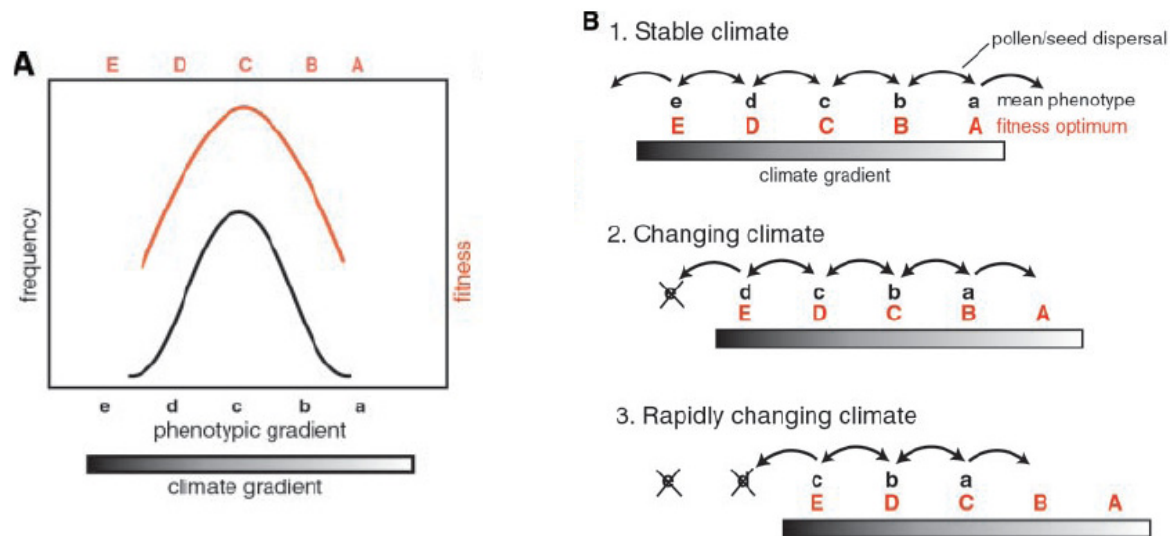 A
E D C B A
frequency
fitness
e d c b a
phenotypic gradient
climate gradient
B
1. Stable climate
pollen/seed dispersal
e d c b a mean phenotype
E D C B A fitness optimum
climate gradient
2. Changing climate
e d c b a
E D C B A
3. Rapidly changing climate
e d c b a
E D C B A